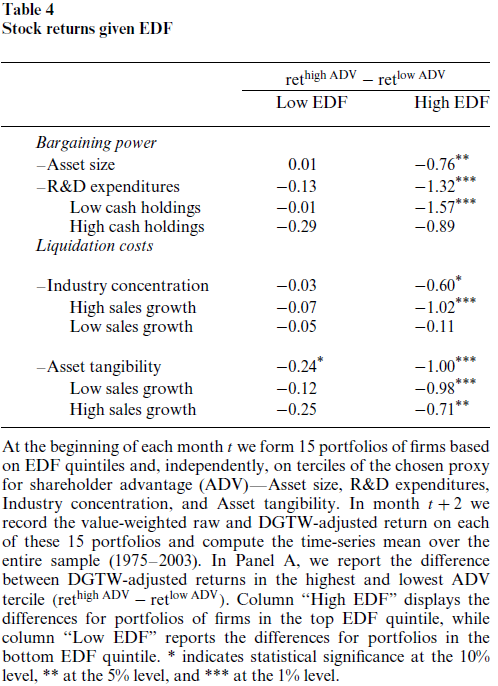 Table 4
Stock returns given EDF
ret^high ADV − ret^low ADV
Low EDF High EDF
Bargaining power
–Asset size 0.01 −0.76**
–R&D expenditures −0.13 −1.32***
Low cash holdings −0.01 −1.57***
High cash holdings −0.29 −0.89
Liquidation costs
–Industry concentration −0.03 −0.60*
High sales growth −0.07 −1.02***
Low sales growth −0.05 −0.11
–Asset tangibility −0.24* −1.00***
Low sales growth −0.12 −0.98***
High sales growth −0.25 −0.71**
At the beginning of each month t we form 15 portfolios of firms based
on EDF quintiles and, independently, on terciles of the chosen proxy
for shareholder advantage (ADV)—Asset size, R&D expenditures,
Industry concentration, and Asset tangibility. In month t + 2 we
record the value-weighted raw and DGTW-adjusted return on each
of these 15 portfolios and compute the time-series mean over the
entire sample (1975–2003). In Panel A, we report the difference
between DGTW-adjusted returns in the highest and lowest ADV
tercile (ret^high ADV − ret^low ADV). Column “High EDF” displays the
differences for portfolios of firms in the top EDF quintile, while
column “Low EDF” reports the differences for portfolios in the
bottom EDF quintile. * indicates statistical significance at the 10%
level, ** at the 5% level, and *** at the 1% level.